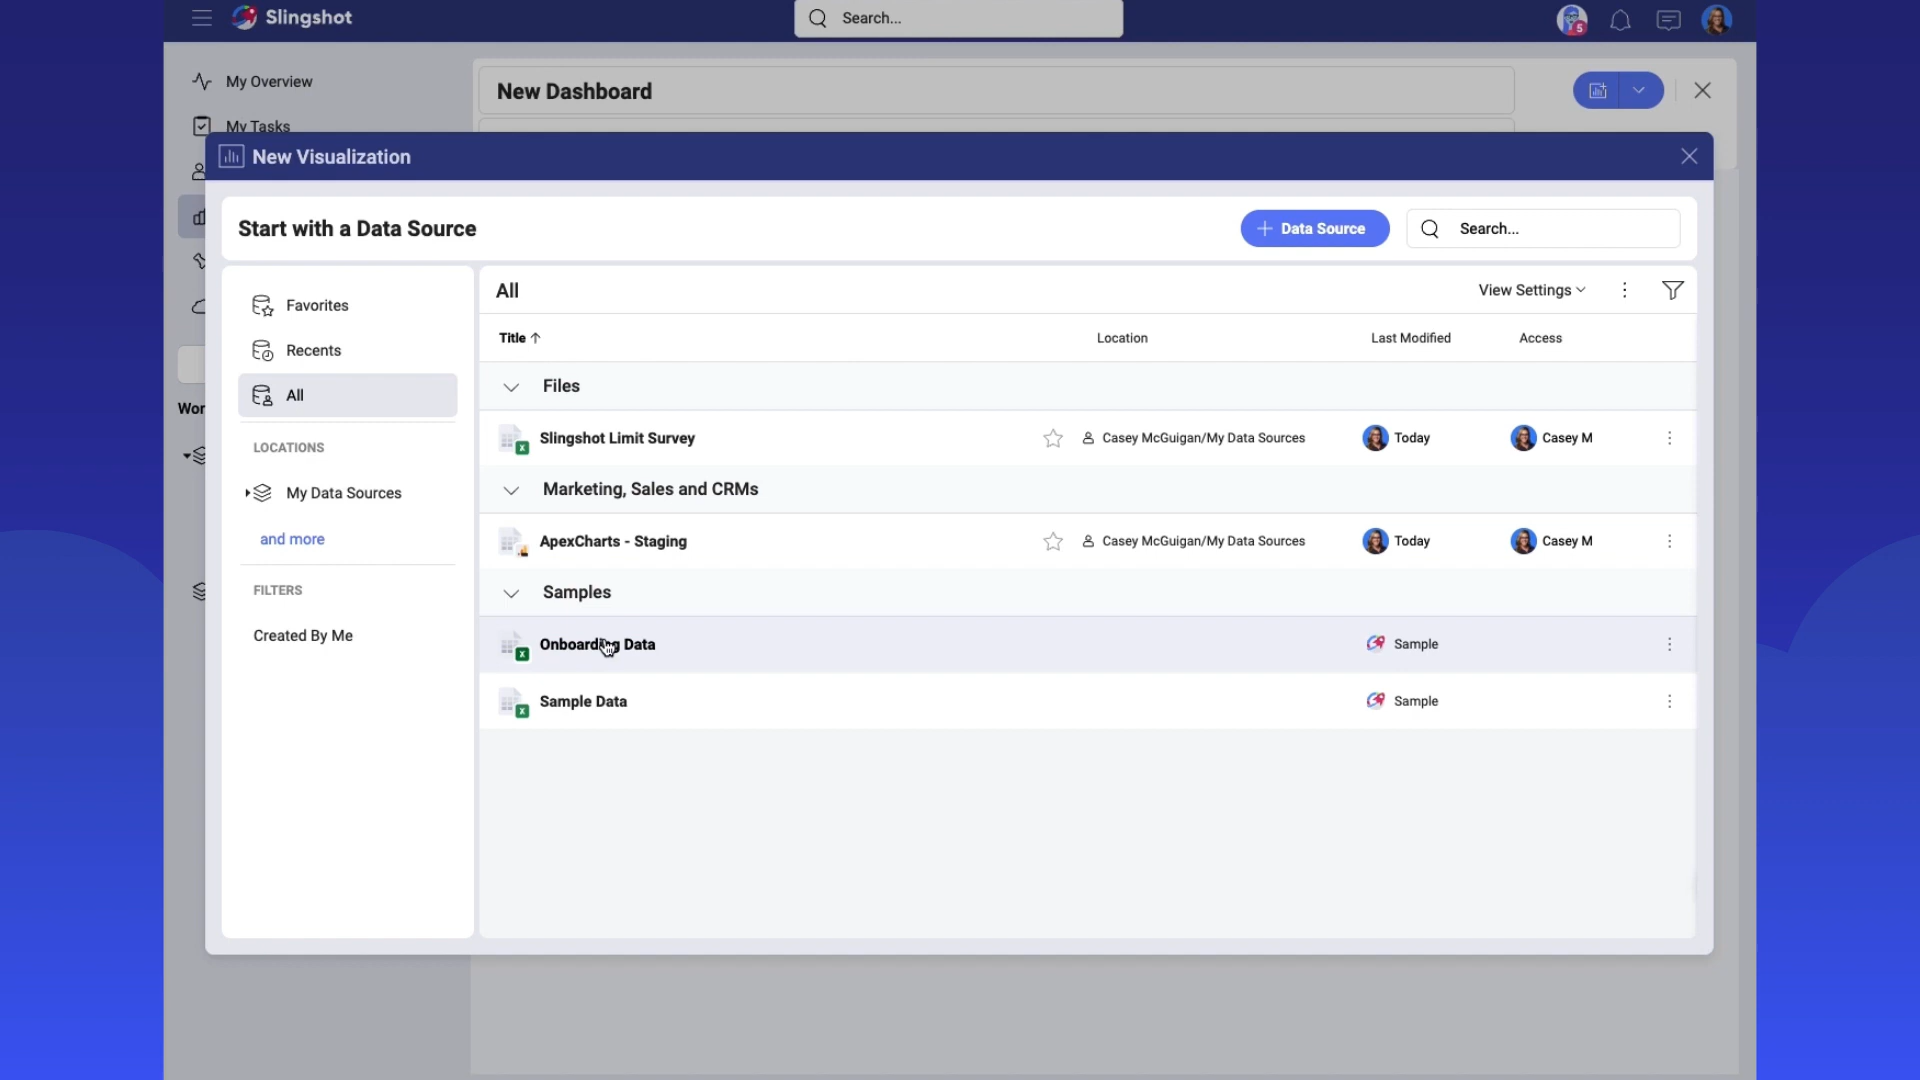 Slingshot
Search...
5
My Overview
New Dashboard
My Tasks
New Visualization
Start with a Data Source
Data Source
Search...
Favorites
Recents
All
LOCATIONS
My Data Sources
and more
FILTERS
Created By Me
Wor
All
View Settings
Title
Location
Last Modified
Access
Files
Slingshot Limit Survey
Casey McGuigan/My Data Sources
Today
Casey M
Marketing, Sales and CRMs
ApexCharts - Staging
Casey McGuigan/My Data Sources
Today
Casey M
Samples
Onboarding Data
Sample
Sample Data
Sample